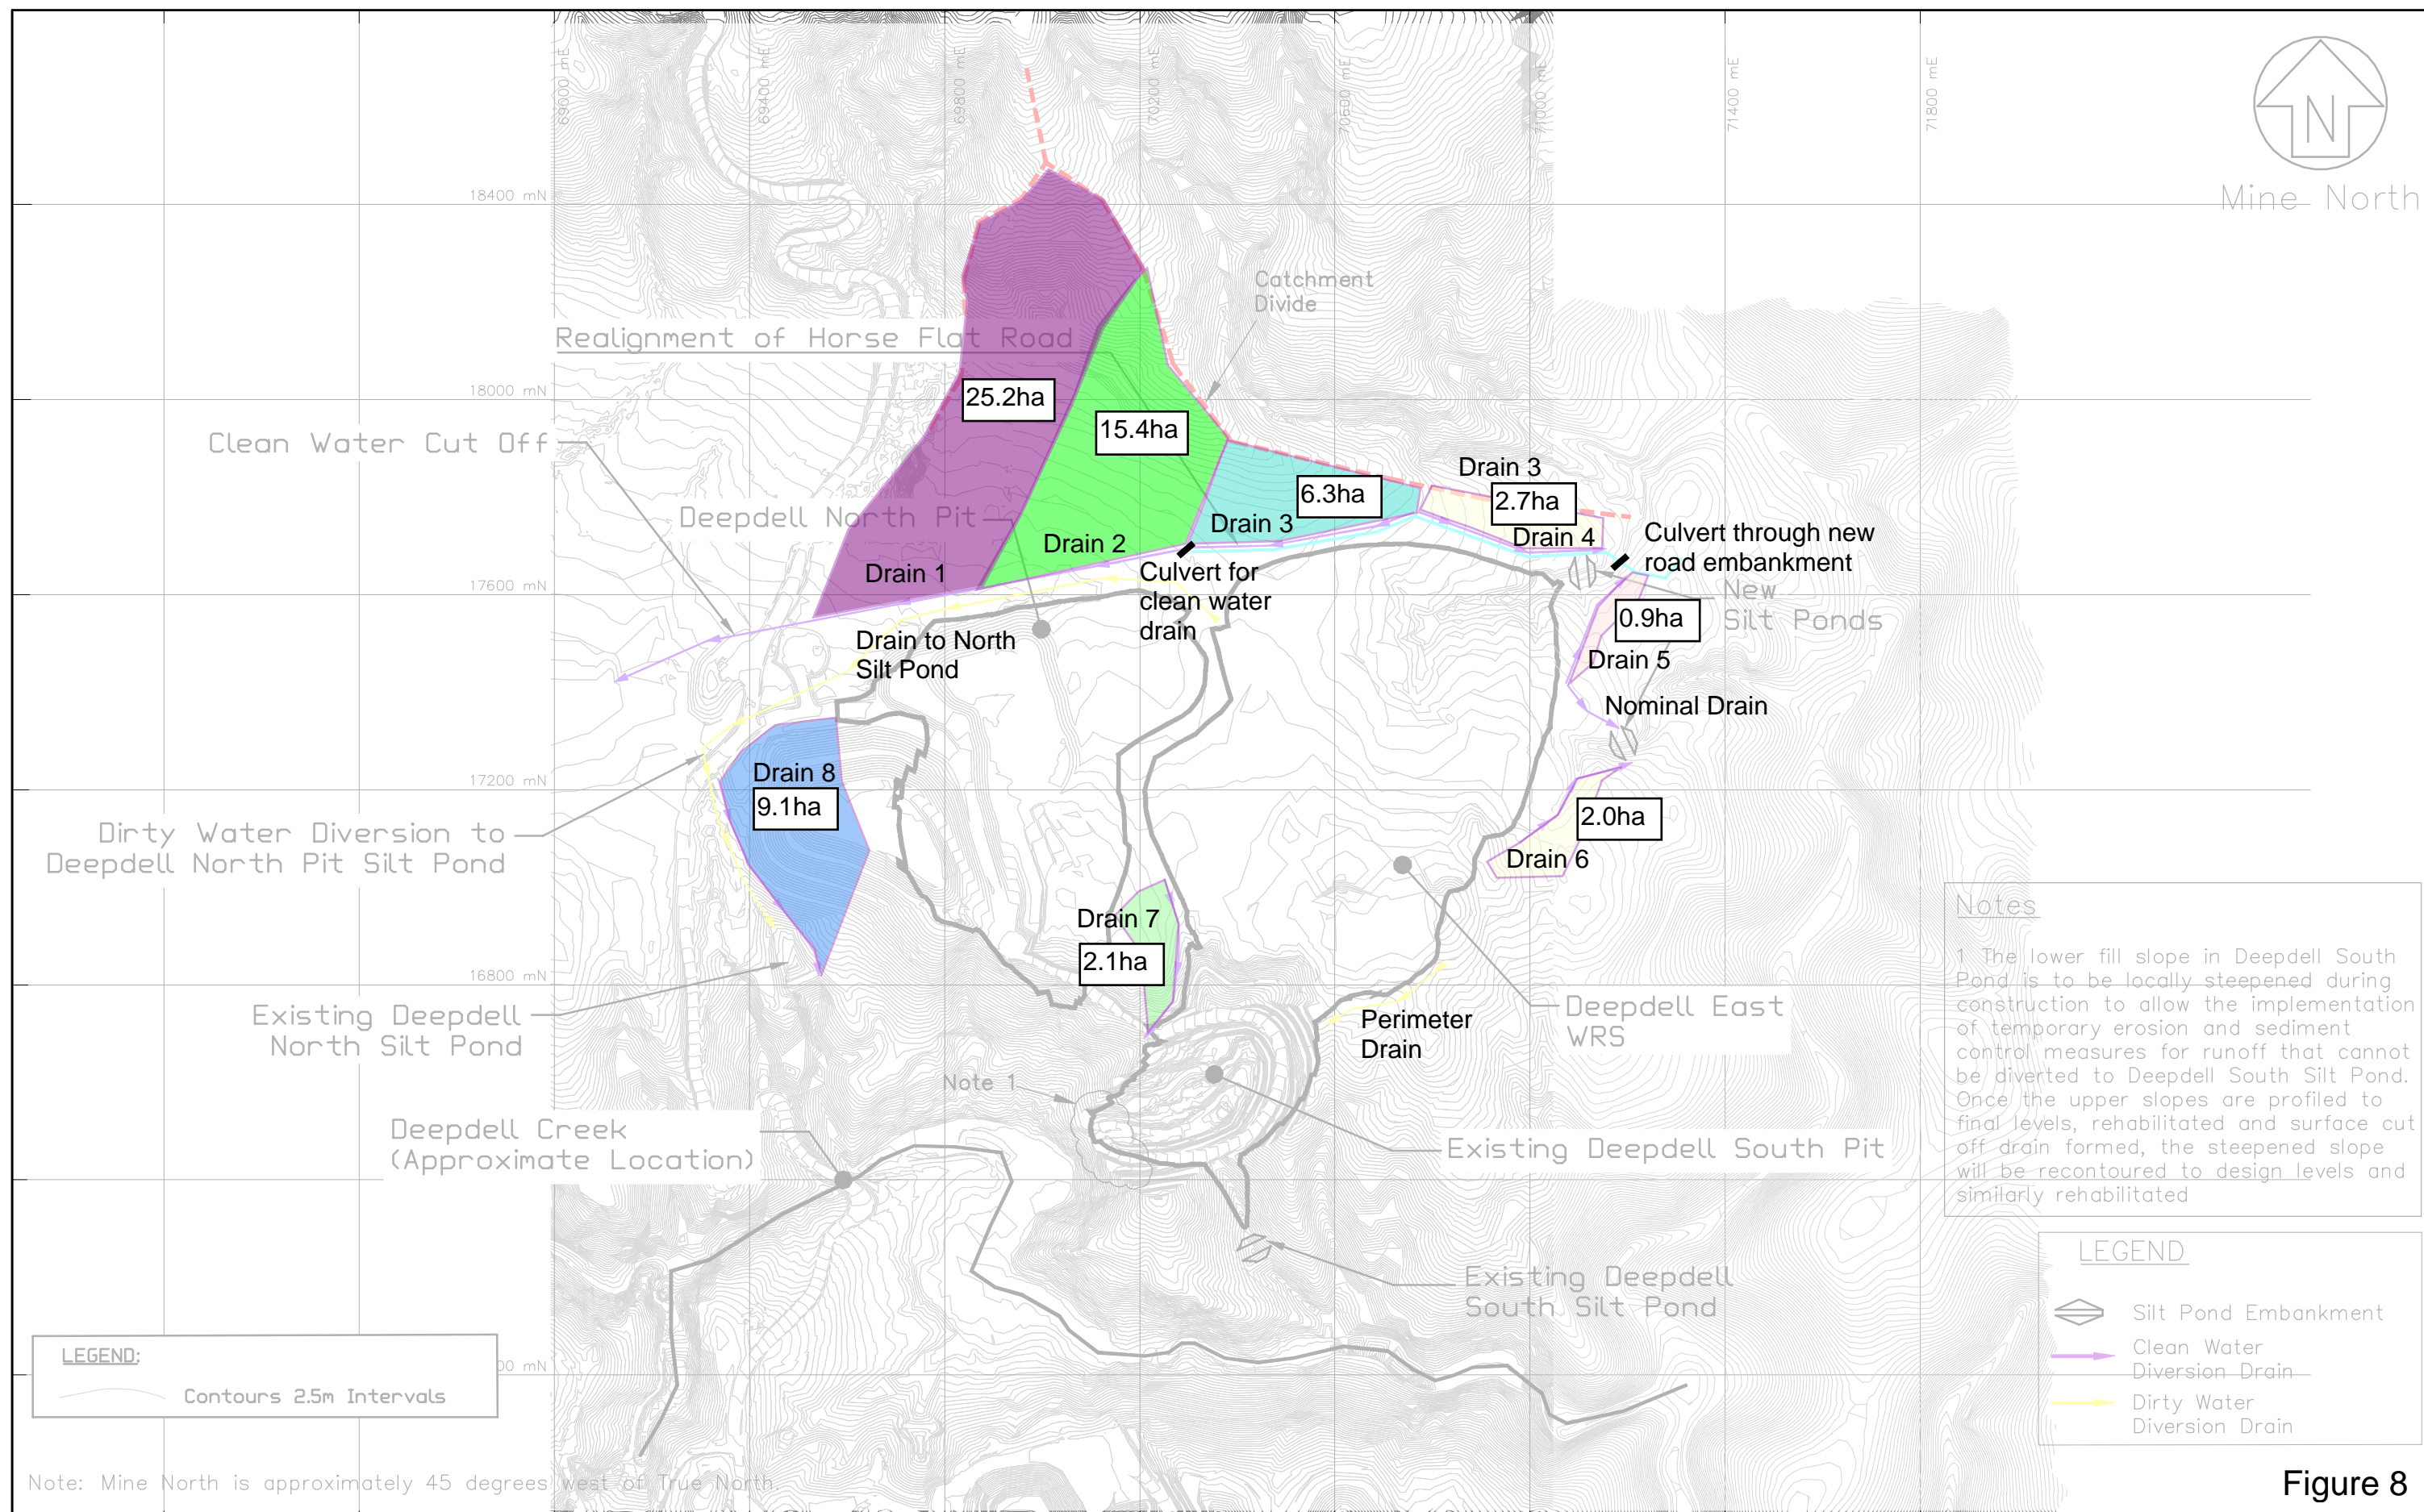 69000 mE
69400 mE
69800 mE
70200 mE
70600 mE
71000 mE
71400 mE
71800 mE
N
Mine North
18400 mN
Catchment
Divide
Realignment of Horse Flat Road
18000 mN
25.2ha
15.4ha
Clean Water Cut Off
Drain 3
6.3ha
2.7ha
Deepdell North Pit
Drain 3
Drain 4
Culvert through new
road embankment
Drain 2
Drain 1
17600 mN
Culvert for
clean water
drain
New
Silt Ponds
0.9ha
Drain to North
Silt Pond
Drain 5
Nominal Drain
Drain 8
9.1ha
17200 mN
2.0ha
Dirty Water Diversion to
Deepdell North Pit Silt Pond
Drain 6
Drain 7
2.1ha
16800 mN
Existing Deepdell
North Silt Pond
Perimeter
Drain
Deepdell East
WRS
Note 1
Deepdell Creek
(Approximate Location)
Existing Deepdell South Pit
Existing Deepdell
South Silt Pond
Notes
1 The lower fill slope in Deepdell South
Pond is to be locally steepened during
construction to allow the implementation
of temporary erosion and sediment
control measures for runoff that cannot
be diverted to Deepdell South Silt Pond.
Once the upper slopes are profiled to
final levels, rehabilitated and surface cut
off drain formed, the steepened slope
will be recontoured to design levels and
similarly rehabilitated
LEGEND
Silt Pond Embankment
Clean Water
Diversion Drain
Dirty Water
Diversion Drain
LEGEND:
Contours 2.5m Intervals
00 mN
Note: Mine North is approximately 45 degrees west of True North.
Figure 8